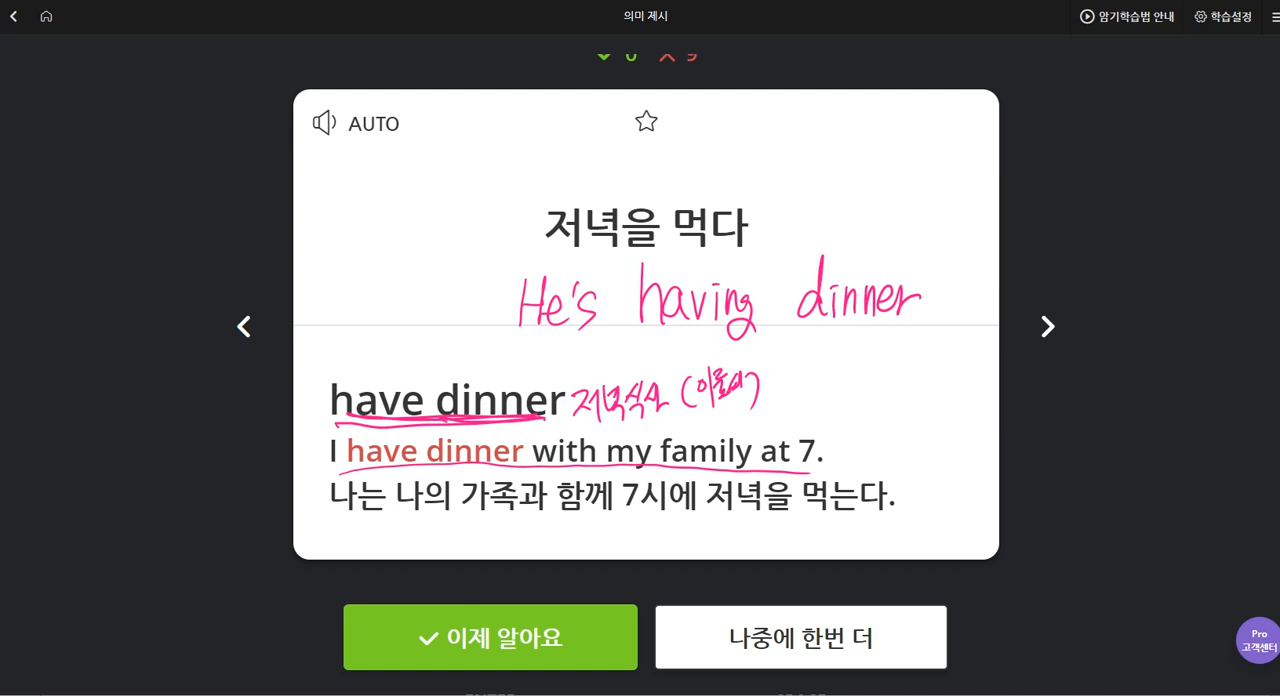 의미 제시
암기학습법 안내
학습설정
AUTO
저녁을 먹다
He's having dinner
have dinner 저녁식사
I have dinner with my family at 7.
나는 나의 가족과 함께 7시에 저녁을 먹는다.
이제 알아요
나중에 한번 더
Pro
고객센터